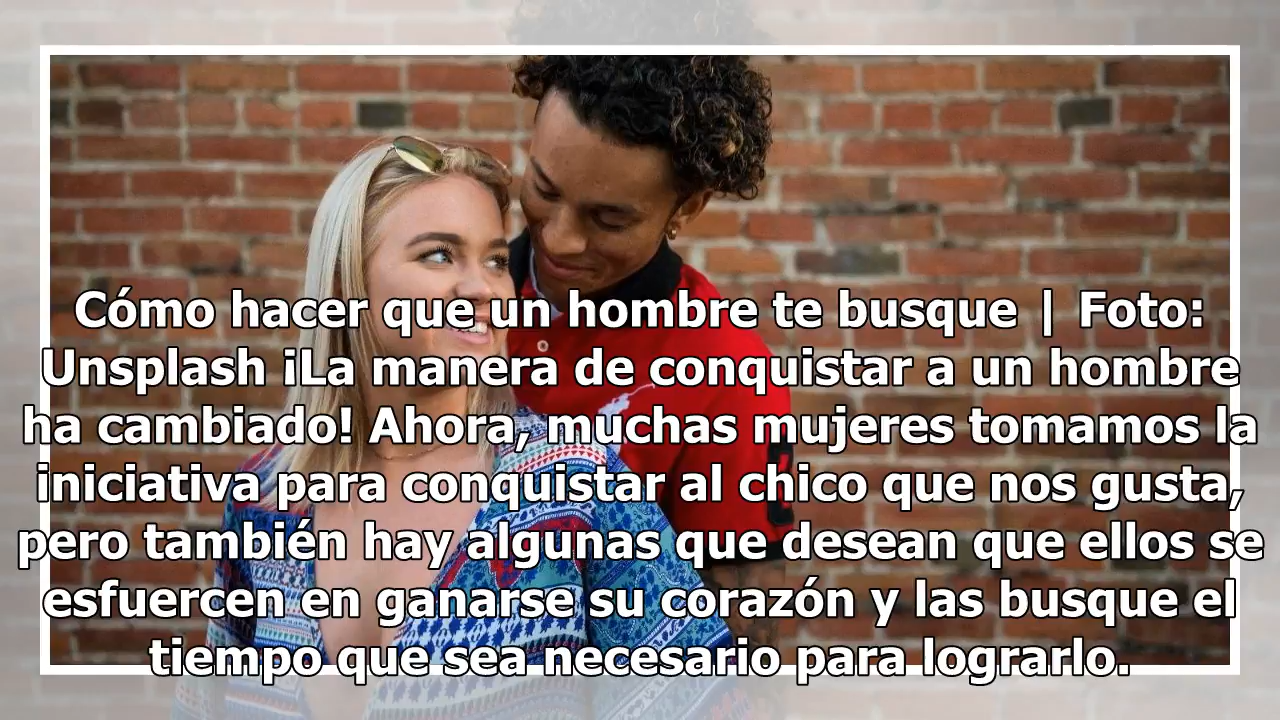 Cómo hacer que un hombre te busque | Foto:
Unsplash ¡La manera de conquistar a un hombre
ha cambiado! Ahora, muchas mujeres tomamos la
iniciativa para conquistar al chico que nos gusta,
pero también hay algunas que desean que ellos se
esfuercen en ganarse su corazón y las busque el
tiempo que sea necesario para lograrlo.